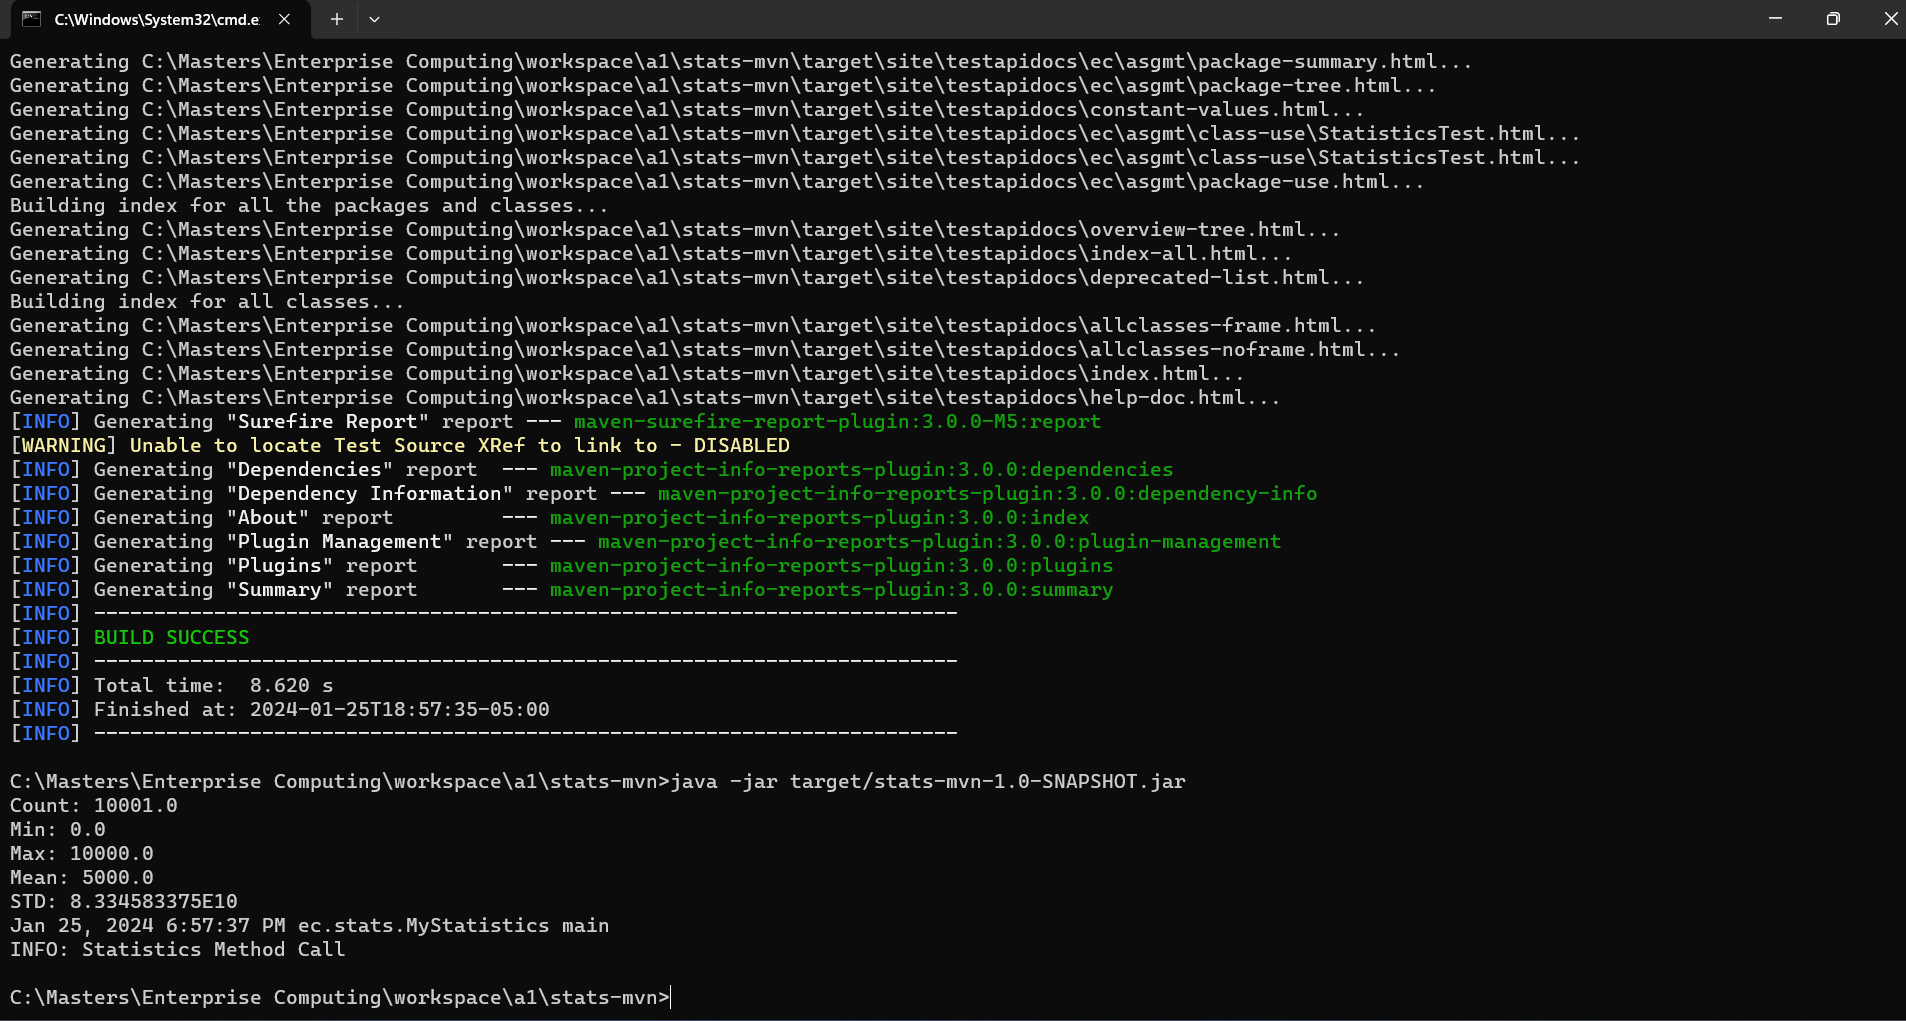 C:\Windows\System32\cmd.e
Generating C:\Masters\Enterprise Computing\workspace\a1\stats-mvn\target\site\testapidocs\ec\asgmt\package-summary.html...
Generating C:\Masters\Enterprise Computing\workspace\a1\stats-mvn\target\site\testapidocs\ec\asgmt\package-tree.html...
Generating C:\Masters\Enterprise Computing\workspace\a1\stats-mvn\target\site\testapidocs\constant-values.html...
Generating C:\Masters\Enterprise Computing\workspace\a1\stats-mvn\target\site\testapidocs\ec\asgmt\class-use\StatisticsTest.html...
Generating C:\Masters\Enterprise Computing\workspace\a1\stats-mvn\target\site\testapidocs\ec\asgmt\class-use\StatisticsTest.html...
Generating C:\Masters\Enterprise Computing\workspace\a1\stats-mvn\target\site\testapidocs\ec\asgmt\package-use.html...
Building index for all the packages and classes...
Generating C:\Masters\Enterprise Computing\workspace\a1\stats-mvn\target\site\testapidocs\overview-tree.html...
Generating C:\Masters\Enterprise Computing\workspace\a1\stats-mvn\target\site\testapidocs\index-all.html...
Generating C:\Masters\Enterprise Computing\workspace\a1\stats-mvn\target\site\testapidocs\deprecated-list.html...
Building index for all classes...
Generating C:\Masters\Enterprise Computing\workspace\a1\stats-mvn\target\site\testapidocs\allclasses-frame.html...
Generating C:\Masters\Enterprise Computing\workspace\a1\stats-mvn\target\site\testapidocs\allclasses-noframe.html...
Generating C:\Masters\Enterprise Computing\workspace\a1\stats-mvn\target\site\testapidocs\index.html...
Generating C:\Masters\Enterprise Computing\workspace\a1\stats-mvn\target\site\testapidocs\help-doc.html...
[INFO] Generating "Surefire Report" report --- maven-surefire-report-plugin:3.0.0-M5:report
[WARNING] Unable to locate Test Source XRef to link to - DISABLED
[INFO] Generating "Dependencies" report  --- maven-project-info-reports-plugin:3.0.0:dependencies
[INFO] Generating "Dependency Information" report --- maven-project-info-reports-plugin:3.0.0:dependency-info
[INFO] Generating "About" report         --- maven-project-info-reports-plugin:3.0.0:index
[INFO] Generating "Plugin Management" report --- maven-project-info-reports-plugin:3.0.0:plugin-management
[INFO] Generating "Plugins" report       --- maven-project-info-reports-plugin:3.0.0:plugins
[INFO] Generating "Summary" report       --- maven-project-info-reports-plugin:3.0.0:summary
[INFO] ------------------------------------------------------------------------
[INFO] BUILD SUCCESS
[INFO] ------------------------------------------------------------------------
[INFO] Total time:  8.620 s
[INFO] Finished at: 2024-01-25T18:57:35-05:00
[INFO] ------------------------------------------------------------------------
C:\Masters\Enterprise Computing\workspace\a1\stats-mvn>java -jar target/stats-mvn-1.0-SNAPSHOT.jar
Count: 10001.0
Min: 0.0
Max: 10000.0
Mean: 5000.0
STD: 8.334583375E10
Jan 25, 2024 6:57:37 PM ec.stats.MyStatistics main
INFO: Statistics Method Call
C:\Masters\Enterprise Computing\workspace\a1\stats-mvn>